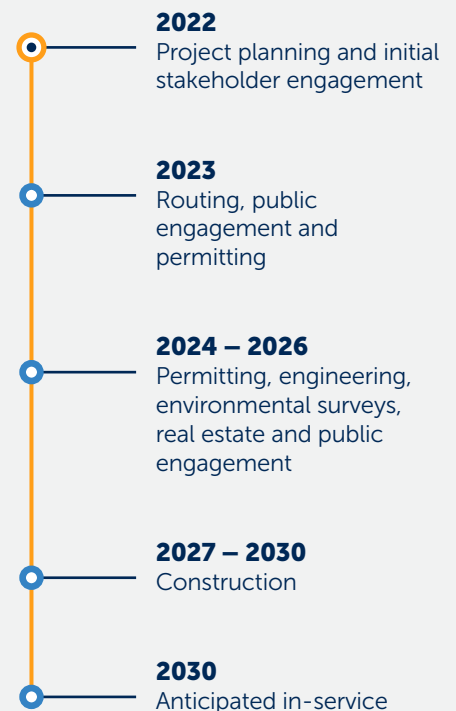 2022
Project planning and initial
stakeholder engagement
2023
Routing, public
engagement and
permitting
2024 – 2026
Permitting, engineering,
environmental surveys,
real estate and public
engagement
2027 – 2030
Construction
2030
Anticipated in-service